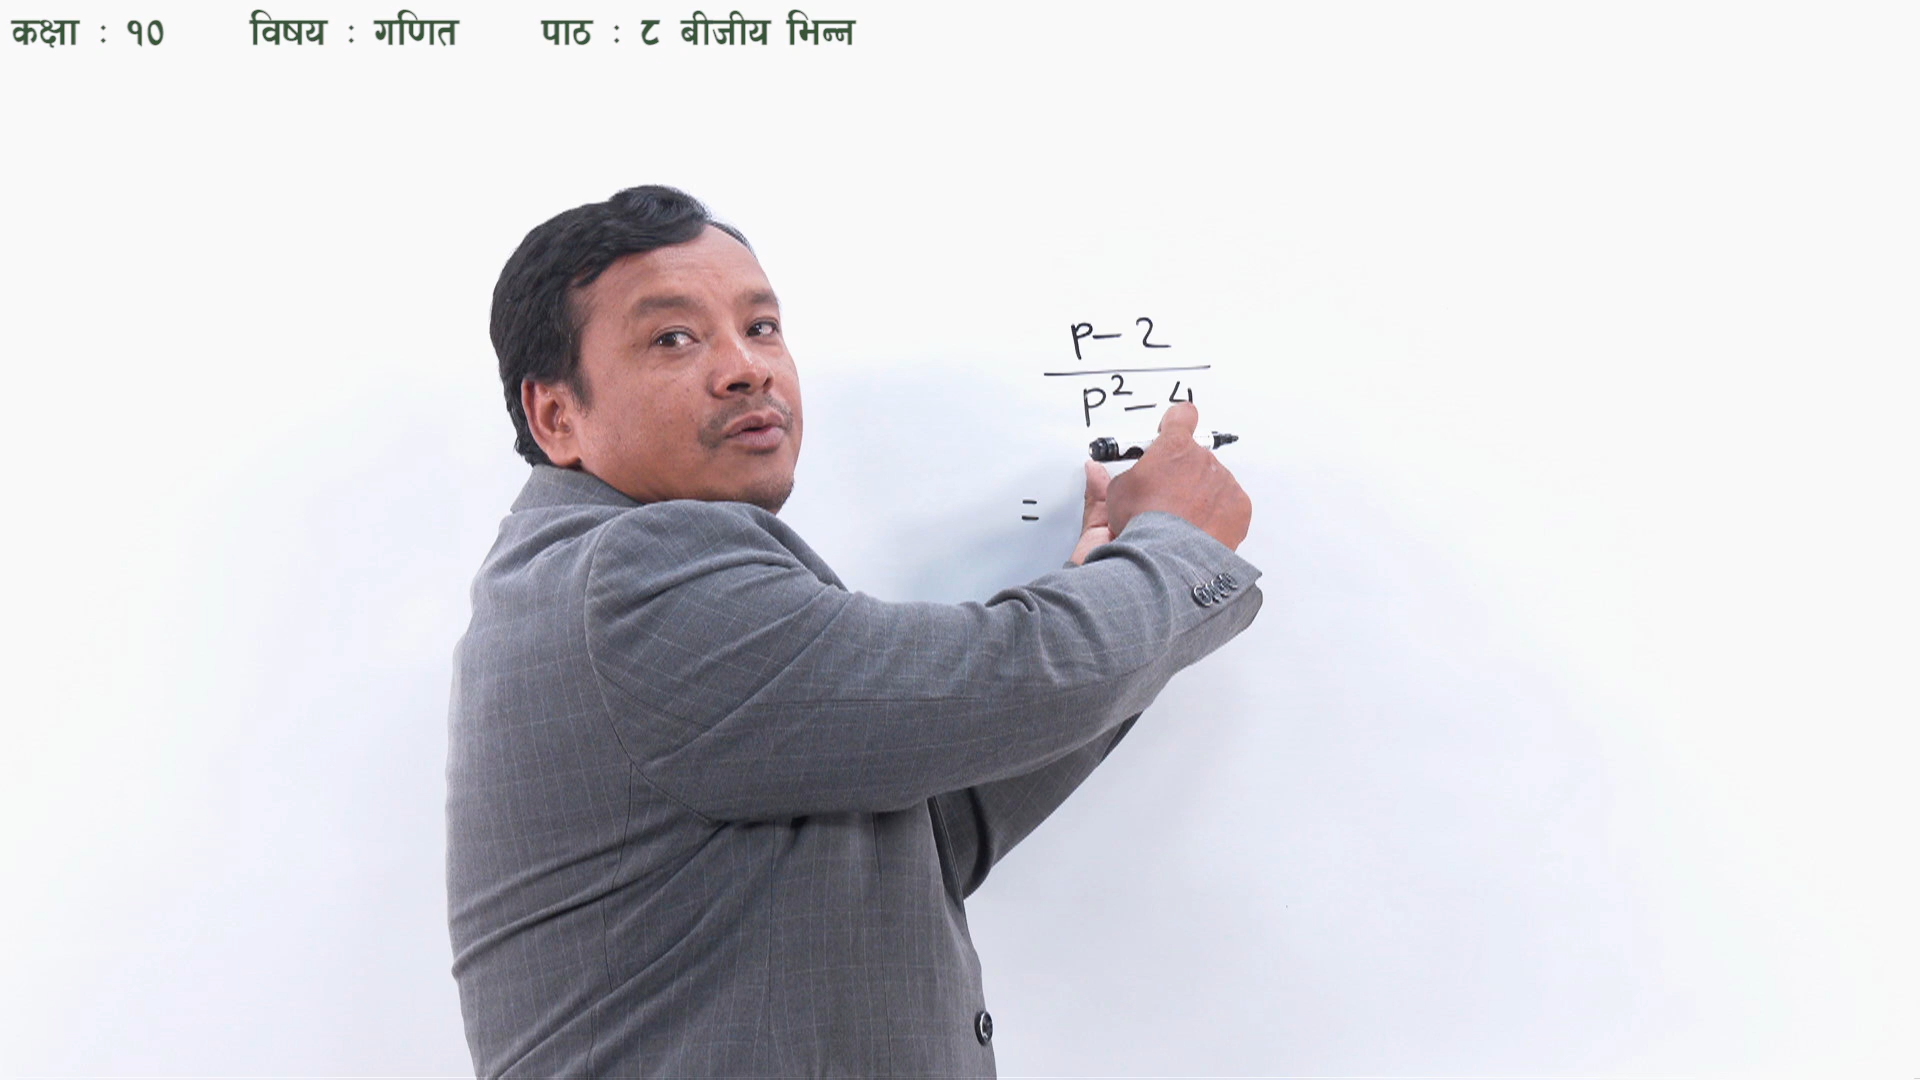 कक्षा : १० विषय : गणित पाठ : ८ बीजीय भिन्न
p - 2
p² - 4
=